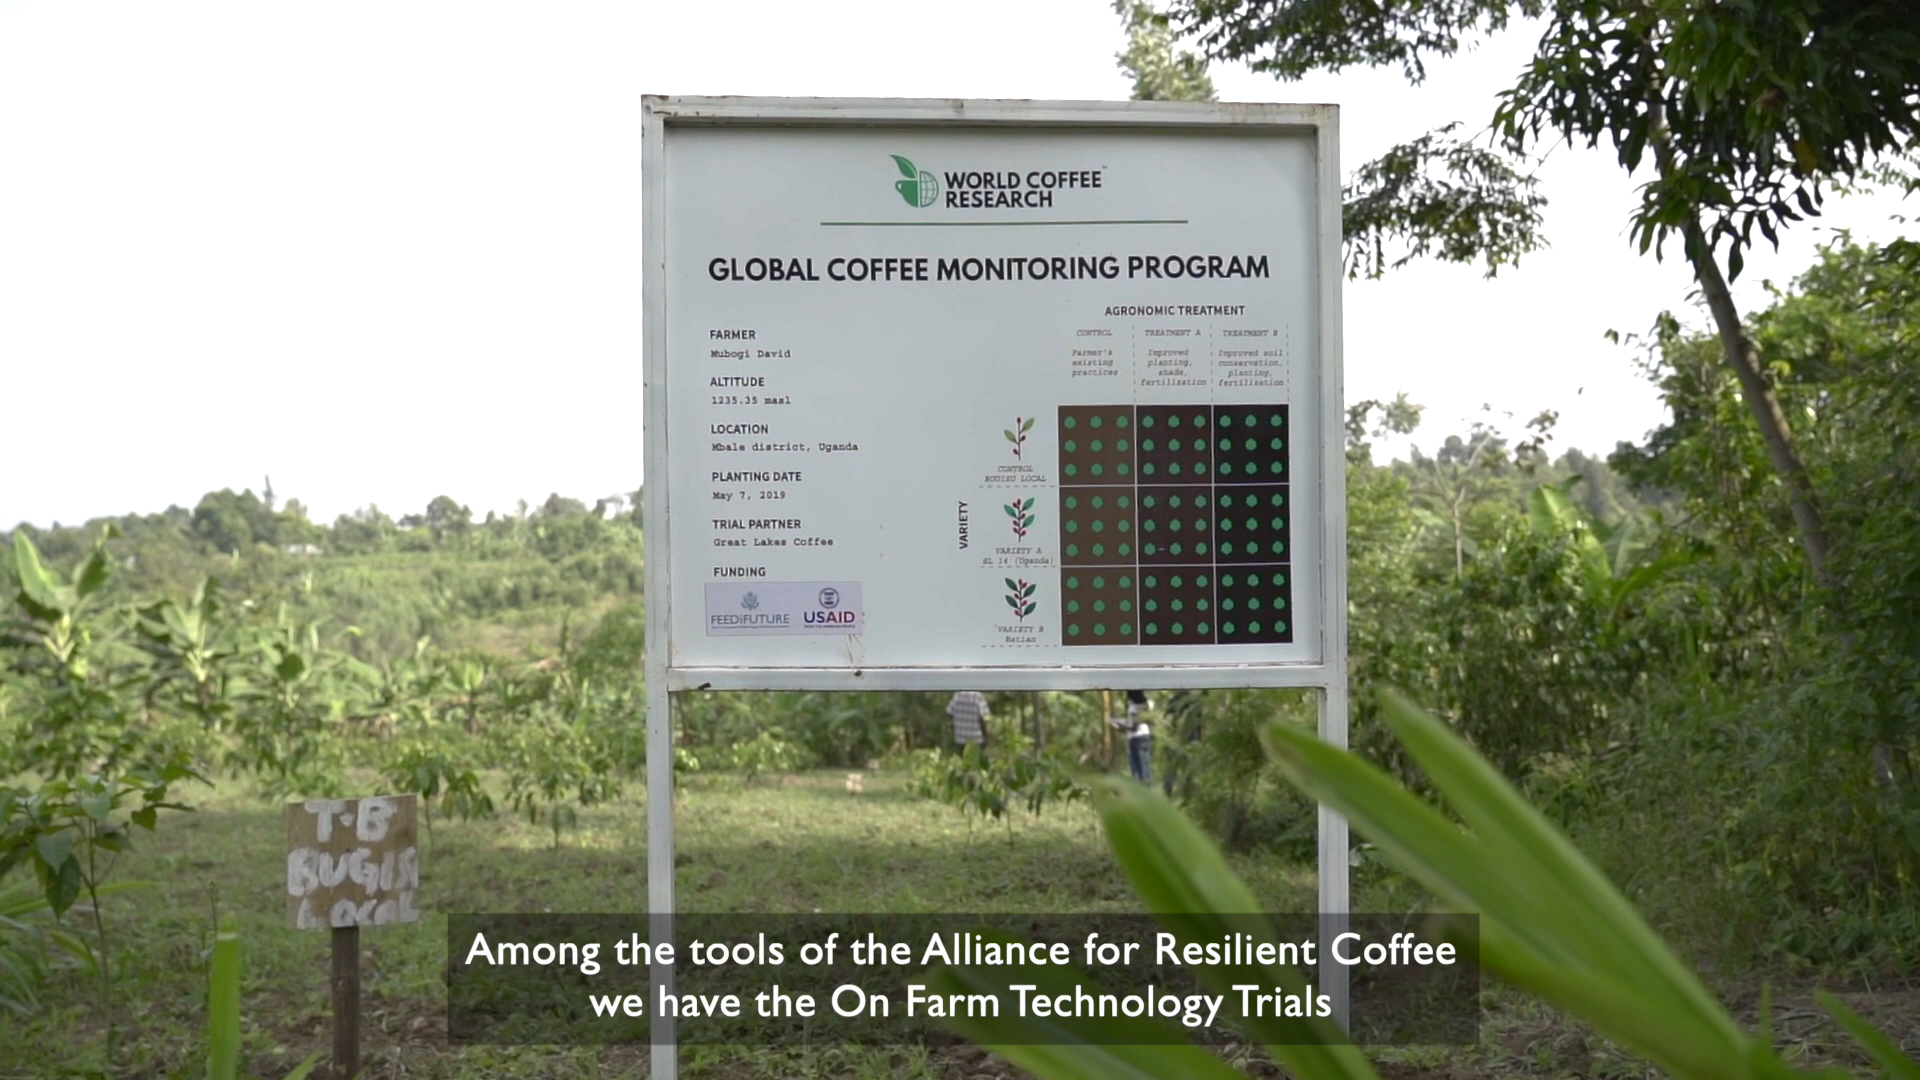 WORLD COFFEE™
RESEARCH
GLOBAL COFFEE MONITORING PROGRAM
FARMER
Mubogi David
ALTITUDE
1235.35 masl
LOCATION
Mbale district, Uganda
PLANTING DATE
May 7, 2019
TRIAL PARTNER
Great Lakes Coffee
FUNDING
FEED THE FUTURE
USAID
AGRONOMIC TREATMENT
CONTROL
Farmer's
existing
practices
TREATMENT A
Improved
planting,
shade,
fertilization
TREATMENT B
Improved soil
conservation,
planting,
fertilization
VARIETY
CONTROL
BUGISU LOCAL
VARIETY A
SL 14 (Uganda)
VARIETY B
Batian
T.B
BUGIS
LOCAL
Among the tools of the Alliance for Resilient Coffee
we have the On Farm Technology Trials